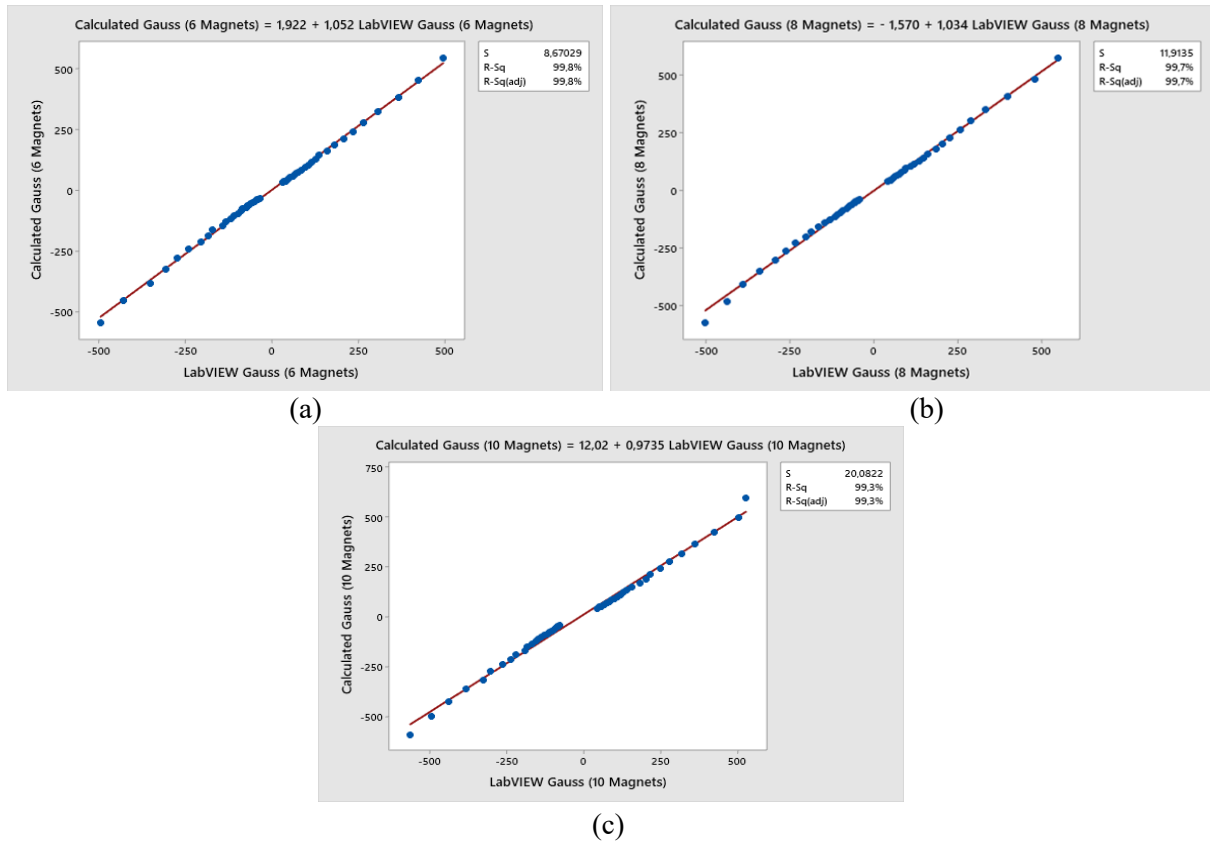 Calculated Gauss (6 Magnets) = 1,922 + 1,052 LabVIEW Gauss (6 Magnets)
S 8,67029
R-Sq 99,8%
R-Sq(adj) 99,8%
Calculated Gauss (6 Magnets)
500
250
0
-250
-500
-500 -250 0 250 500
LabVIEW Gauss (6 Magnets)
(a)
Calculated Gauss (8 Magnets) = - 1,570 + 1,034 LabVIEW Gauss (8 Magnets)
S 11,9135
R-Sq 99,7%
R-Sq(adj) 99,7%
Calculated Gauss (8 Magnets)
500
250
0
-250
-500
-500 -250 0 250 500
LabVIEW Gauss (8 Magnets)
(b)
Calculated Gauss (10 Magnets) = 12,02 + 0,9735 LabVIEW Gauss (10 Magnets)
S 20,0822
R-Sq 99,3%
R-Sq(adj) 99,3%
Calculated Gauss (10 Magnets)
750
500
250
0
-250
-500
-500 -250 0 250 500
LabVIEW Gauss (10 Magnets)
(c)